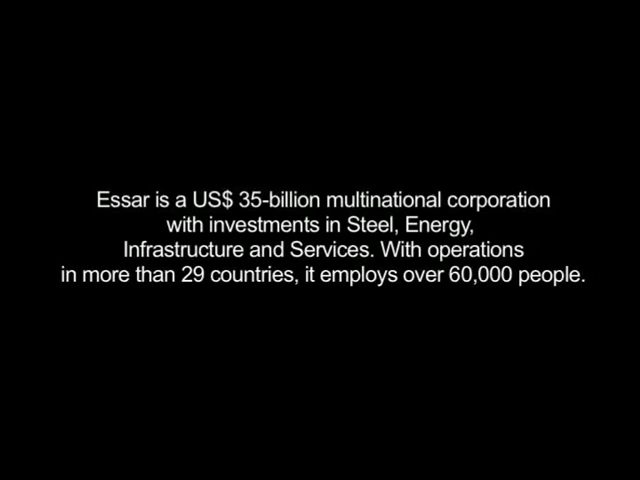 Essar is a US$ 35-billion multinational corporation
with investments in Steel, Energy,
Infrastructure and Services. With operations
in more than 29 countries, it employs over 60,000 people.